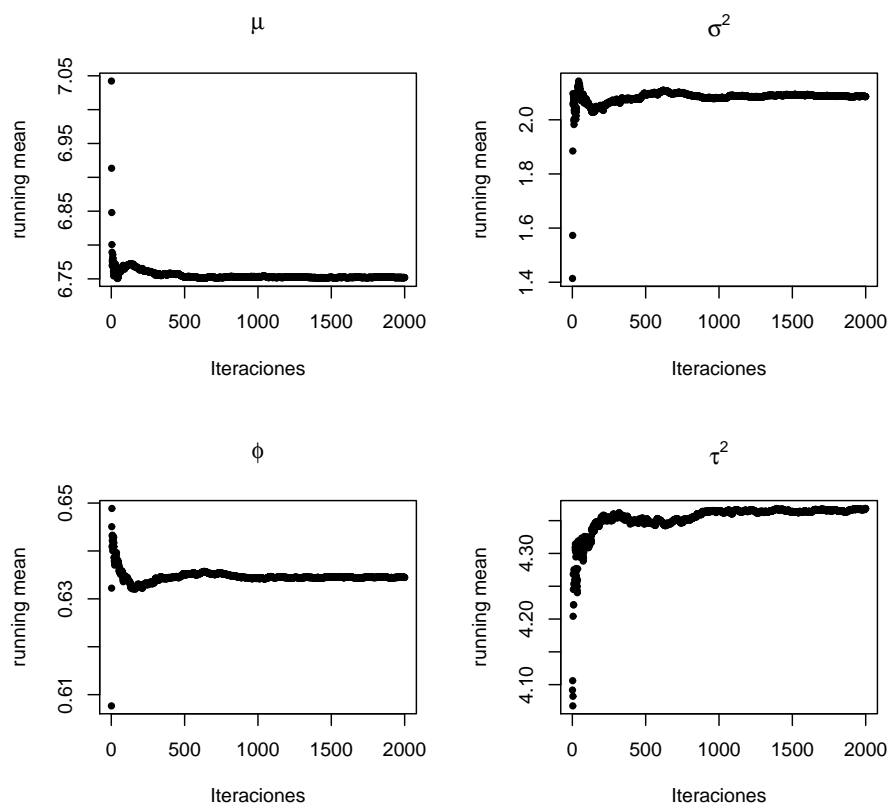 μ
running mean
7.05
6.95
6.85
6.75
0 500 1000 1500 2000
Iteraciones
σ²
running mean
2.0
1.8
1.6
1.4
0 500 1000 1500 2000
Iteraciones
ϕ
running mean
0.65
0.63
0.61
0 500 1000 1500 2000
Iteraciones
τ²
running mean
4.30
4.20
4.10
0 500 1000 1500 2000
Iteraciones